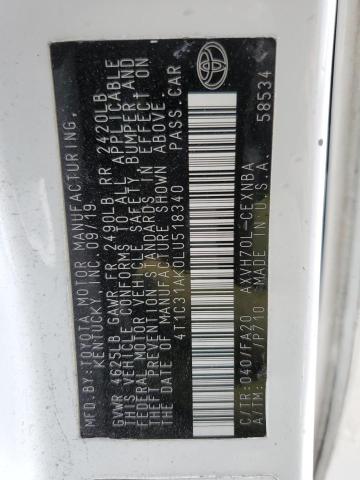 MFD.BY:TOYOTA MOTOR MANUFACTURING,
KENTUCKY, INC. 09/19
GVWR 4625LB GAWR FR 2490LB RR 2420LB
THIS VEHICLE CONFORMS TO ALL APPLICABLE
FEDERAL MOTOR VEHICLE SAFETY, BUMPER, AND
THEFT PREVENTION STANDARDS IN EFFECT ON THE
DATE OF MANUFACTURE SHOWN ABOVE.
4T1C31AK0LU518340 PASS.CAR
C/TR:040/FA20 AXVH70L-CEXNBA
A/TM: /P710 MADE IN U.S.A.
58534